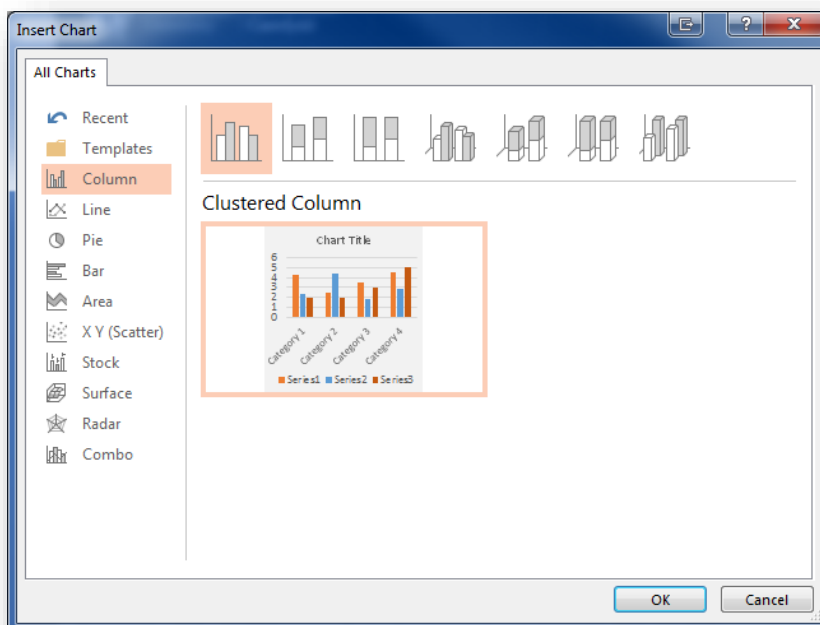 Insert Chart
?
All Charts
Recent
Templates
Column
Line
Pie
Bar
Area
X Y (Scatter)
Stock
Surface
Radar
Combo
Clustered Column
Chart Title
6
5
4
3
2
1
0
Category 1
Category 2
Category 3
Category 4
Series1 Series2 Series3
OK Cancel